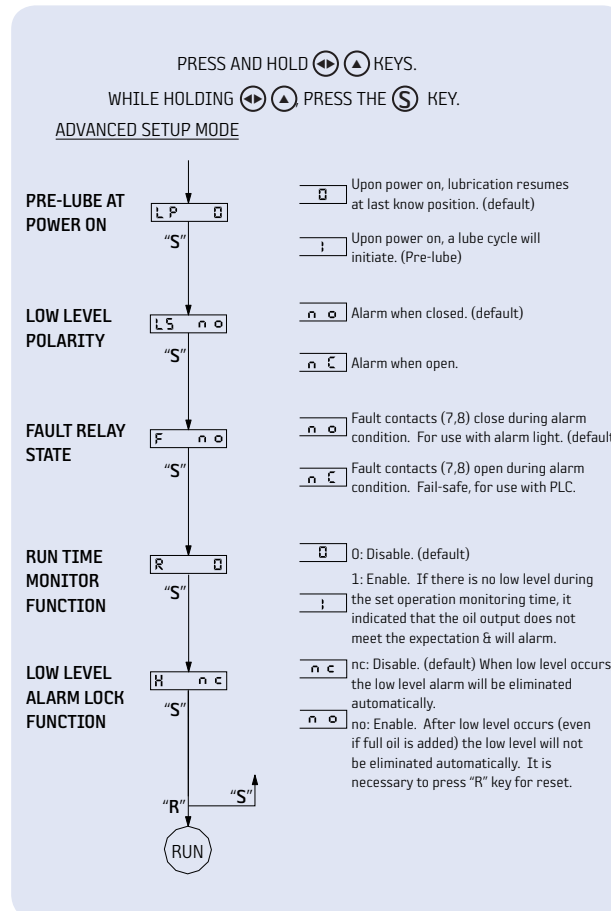 PRESS AND HOLD KEYS.
WHILE HOLDING , PRESS THE S KEY.
ADVANCED SETUP MODE
PRE-LUBE AT
POWER ON
LP 0
"S"
0 Upon power on, lubrication resumes
at last know position. (default)
1 Upon power on, a lube cycle will
initiate. (Pre-lube)
LOW LEVEL
POLARITY
LS no
"S"
no Alarm when closed. (default)
nC Alarm when open.
FAULT RELAY
STATE
F no
"S"
no Fault contacts (7,8) close during alarm
condition. For use with alarm light. (default
nC Fault contacts (7,8) open during alarm
condition. Fail-safe, for use with PLC.
RUN TIME
MONITOR
FUNCTION
R 0
"S"
0 0: Disable. (default)
1: Enable. If there is no low level during
1 the set operation monitoring time, it
indicated that the oil output does not
meet the expectation & will alarm.
LOW LEVEL
ALARM LOCK
FUNCTION
H nc
"S"
nc nc: Disable. (default) When low level occurs
the low level alarm will be eliminated
automatically.
no no: Enable. After low level occurs (even
if full oil is added) the low level will not
be eliminated automatically. It is
necessary to press "R" key for reset.
"R" "S"
RUN